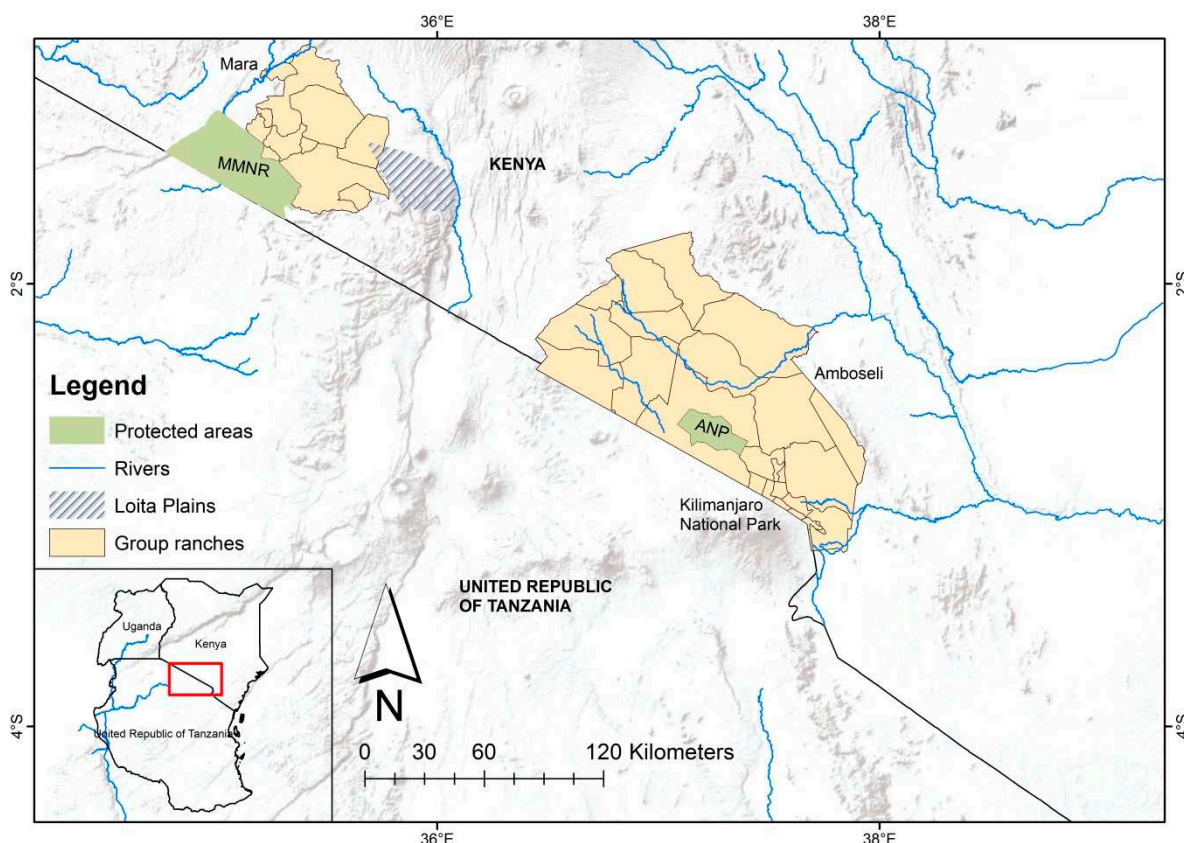 36°E
38°E
Mara
MMNR
KENYA
2°S
2°S
Amboseli
ANP
Kilimanjaro
National Park
Legend
Protected areas
Rivers
Loita Plains
Group ranches
UNITED REPUBLIC
OF TANZANIA
Uganda
Kenya
United Republic of Tanzania
N
0 30 60 120 Kilometers
4°S
4°S
36°E
38°E